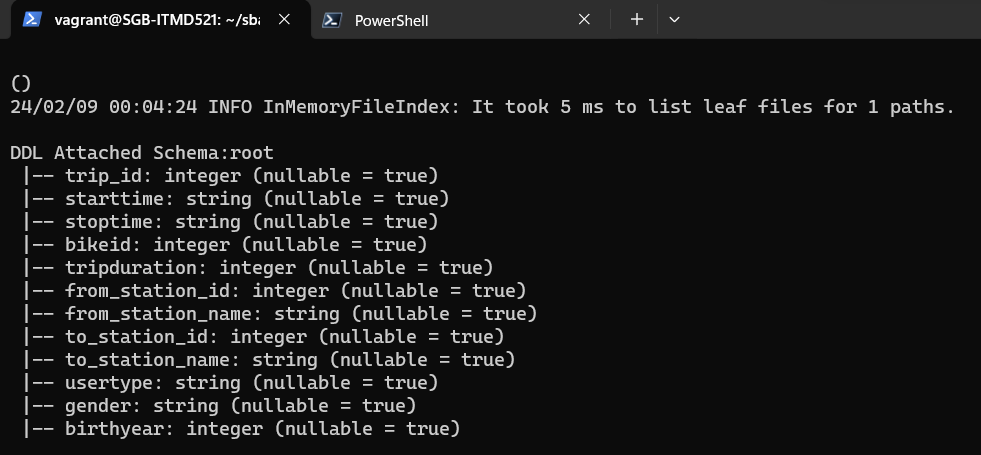 vagrant@SGB-ITMD521: ~/sba
PowerShell
()
24/02/09 00:04:24 INFO InMemoryFileIndex: It took 5 ms to list leaf files for 1 paths.
DDL Attached Schema:root
 |-- trip_id: integer (nullable = true)
 |-- starttime: string (nullable = true)
 |-- stoptime: string (nullable = true)
 |-- bikeid: integer (nullable = true)
 |-- tripduration: integer (nullable = true)
 |-- from_station_id: integer (nullable = true)
 |-- from_station_name: string (nullable = true)
 |-- to_station_id: integer (nullable = true)
 |-- to_station_name: string (nullable = true)
 |-- usertype: string (nullable = true)
 |-- gender: string (nullable = true)
 |-- birthyear: integer (nullable = true)